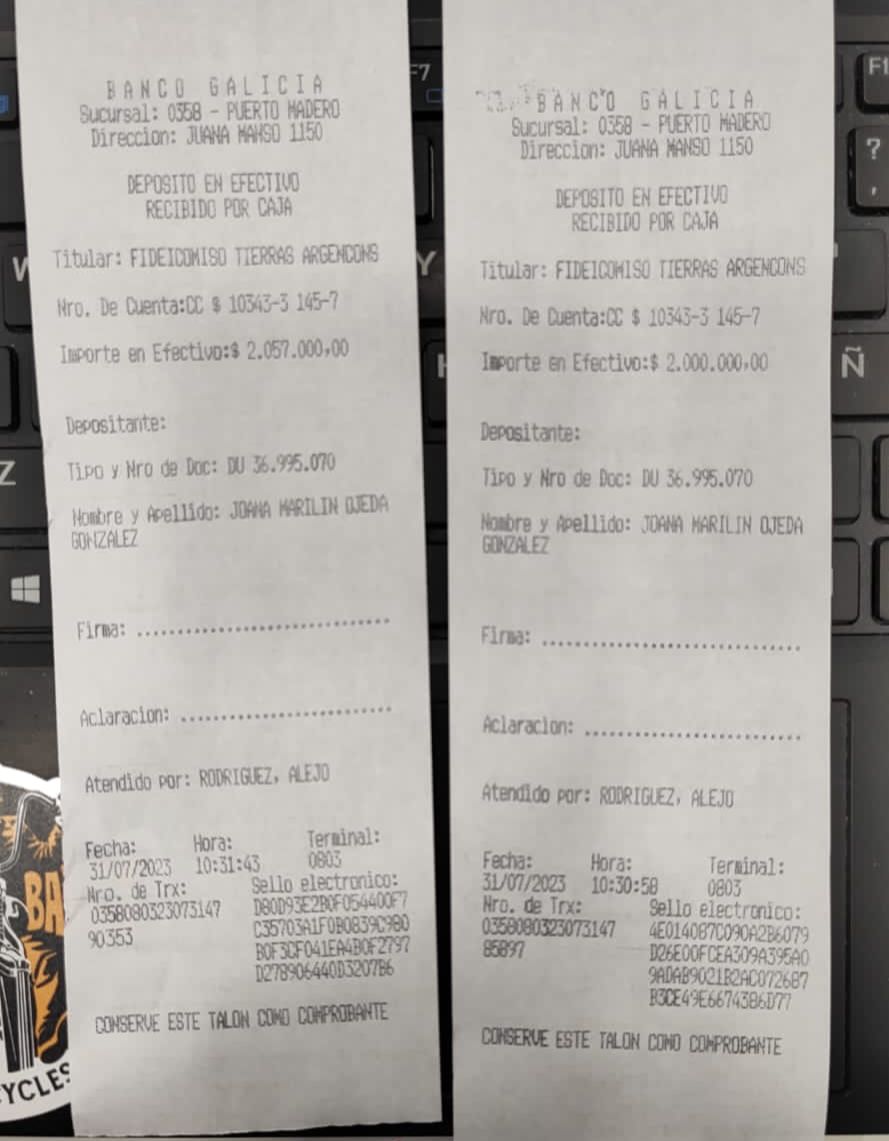 BANCO GALICIA
Sucursal: 0358 - PUERTO MADERO
Direccion: JUANA MANSO 1150
DEPOSITO EN EFECTIVO
RECIBIDO POR CAJA
Titular: FIDEICOMISO TIERRAS ARGENCONS
Nro. De Cuenta:CC $ 10343-3 145-7
Importe en Efectivo:$ 2.057.000,00
Depositante:
Tipo y Nro de Doc: DU 36.995.070
Nombre y Apellido: JOANA MARILIN OJEDA
GONZALEZ
Firma: ................................
Aclaracion: ...........................
Atendido por: RODRIGUEZ, ALEJO
Fecha: Hora: Terminal:
31/07/2023 10:31:43 0803
Nro. de Trx: Sello electronico:
0358080323073147 D80D93E2B0F054400F7
90353 C35703A1F0B0839C9B0
B0F3CF041EA4B0F2797
D278906440D3207B6
CONSERVE ESTE TALON COMO COMPROBANTE
BANCO GALICIA
Sucursal: 0358 - PUERTO MADERO
Direccion: JUANA MANSO 1150
DEPOSITO EN EFECTIVO
RECIBIDO POR CAJA
Titular: FIDEICOMISO TIERRAS ARGENCONS
Nro. De Cuenta:CC $ 10343-3 145-7
Importe en Efectivo:$ 2.000.000,00
Depositante:
Tipo y Nro de Doc: DU 36.995.070
Nombre y Apellido: JOANA MARILIN OJEDA
GONZALEZ
Firma: ................................
Aclaracion: ...........................
Atendido por: RODRIGUEZ, ALEJO
Fecha: Hora: Terminal:
31/07/2023 10:30:58 0803
Nro. de Trx: Sello electronico:
0358080323073147 4E014087C090A2B6079
85897 D26E00FCEA309A395A0
9ADAB9021B2AC072687
B3CE49E6674386D77
CONSERVE ESTE TALON COMO COMPROBANTE
F7
F1
?
,
W
Y
Ñ
Z
BA
YCLES